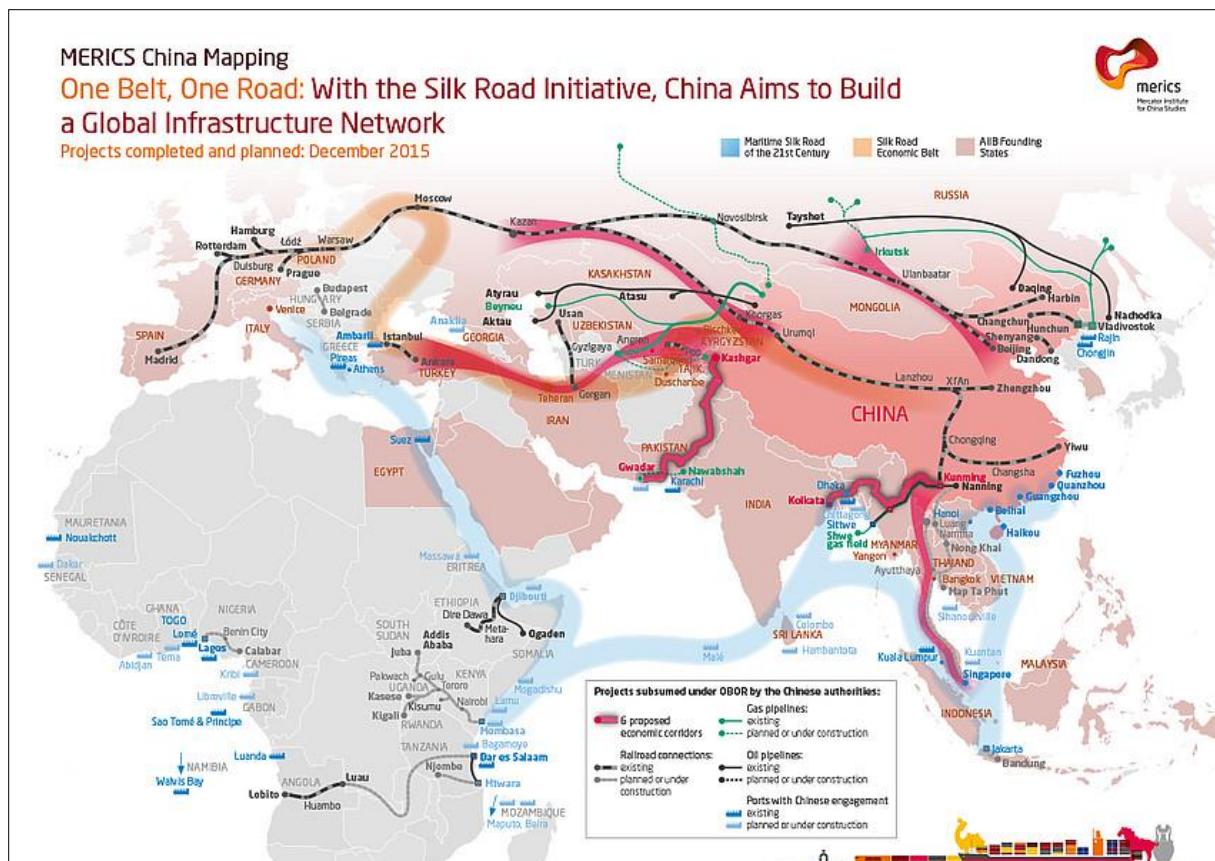 MERICS China Mapping
One Belt, One Road: With the Silk Road Initiative, China Aims to Build
a Global Infrastructure Network
Projects completed and planned: December 2015
merics
Mercator Institute
for China Studies
Maritime Silk Road
of the 21st Century
Silk Road
Economic Belt
AIIB Founding
States
RUSSIA
Moscow
Kazan
Novosibirsk
Tayshet
Hamburg
Rotterdam
Łódź
Warsaw
Duisburg
POLAND
Prague
GERMANY
Irkutsk
Ulanbaatar
KASAKHSTAN
MONGOLIA
Budapest
HUNGARY
Belgrade
SERBIA
Venice
ITALY
SPAIN
Madrid
Atyrau
Beyneu
Aktau
Atasu
Usan
Khorgas
Urumqi
Daqing
Harbin
Changchun
Hunchun
Shenyang
Nachodka
Vladivostok
Rajin
Chongjin
Beijing
Dandong
Anaklia
GEORGIA
UZBEKISTAN
Bischkek
KYRGYZSTAN
Angren
Gyzlgaya
Kashgar
Duschanbe
Ambarli
Istanbul
Ankara
TURKEY
GREECE
Pireas
Athens
Teheran
Gorgan
IRAN
Lanzhou
Xi'An
Zhengzhou
CHINA
Chongqing
Yiwu
Changsha
Suez
EGYPT
PAKISTAN
Gwadar
Nawabshah
Karachi
INDIA
Dhaka
Kolkata
Chittagong
Sittwe
Shwe
gas field
Kunming
Nanning
Fuzhou
Quanzhou
Guangzhou
Beihai
Haikou
Hanoi
Luang
Namtha
Nong Khai
MYANMAR
Yangon
THAILAND
Ayutthaya
Bangkok
VIETNAM
Map Ta Phut
Sihanoukville
MAURETANIA
Nouakchott
Dakar
SENEGAL
Massawa
ERITREA
Djibouti
ETHIOPIA
Dire Dawa
Meta-
hara
Ogaden
SOMALIA
GHANA
TOGO
NIGERIA
CÔTE
D'IVROIRE
Lomé
Lagos
Benin City
Calabar
Abidjan
Tema
CAMEROON
Kribi
Libreville
GABON
Sao Tomé & Principe
SOUTH
SUDAN
Addis
Ababa
Juba
Pakwach
Gulu
UGANDA
Tororo
Kasese
Kisumu
KENYA
Nairobi
Lamu
Mogadishu
Kigali
RWANDA
Mombasa
Bagamoyo
TANZANIA
Dar es Salaam
Njombe
Mtwara
Luanda
NAMIBIA
Walvis Bay
ANGOLA
Lobito
Huambo
Luau
MOZAMBIQUE
Maputo, Beira
Colombo
SRI LANKA
Hambantota
Malé
Kuala Lumpur
Kuantan
MALAYSIA
Singapore
INDONESIA
Jakarta
Bandung
Projects subsumed under OBOR by the Chinese authorities:
6 proposed
economic corridors
Railroad connections:
existing
planned or under
construction
Gas pipelines:
existing
planned or under construction
Oil pipelines:
existing
planned or under construction
Ports with Chinese engagement
existing
planned or under construction